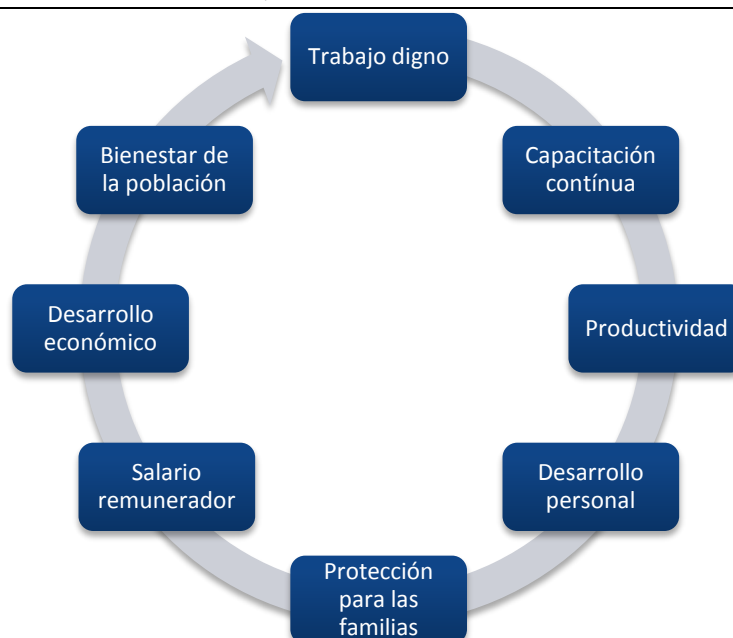 Trabajo digno
Capacitación
contínua
Productividad
Desarrollo
personal
Protección
para las
familias
Salario
remunerador
Desarrollo
económico
Bienestar de
la población